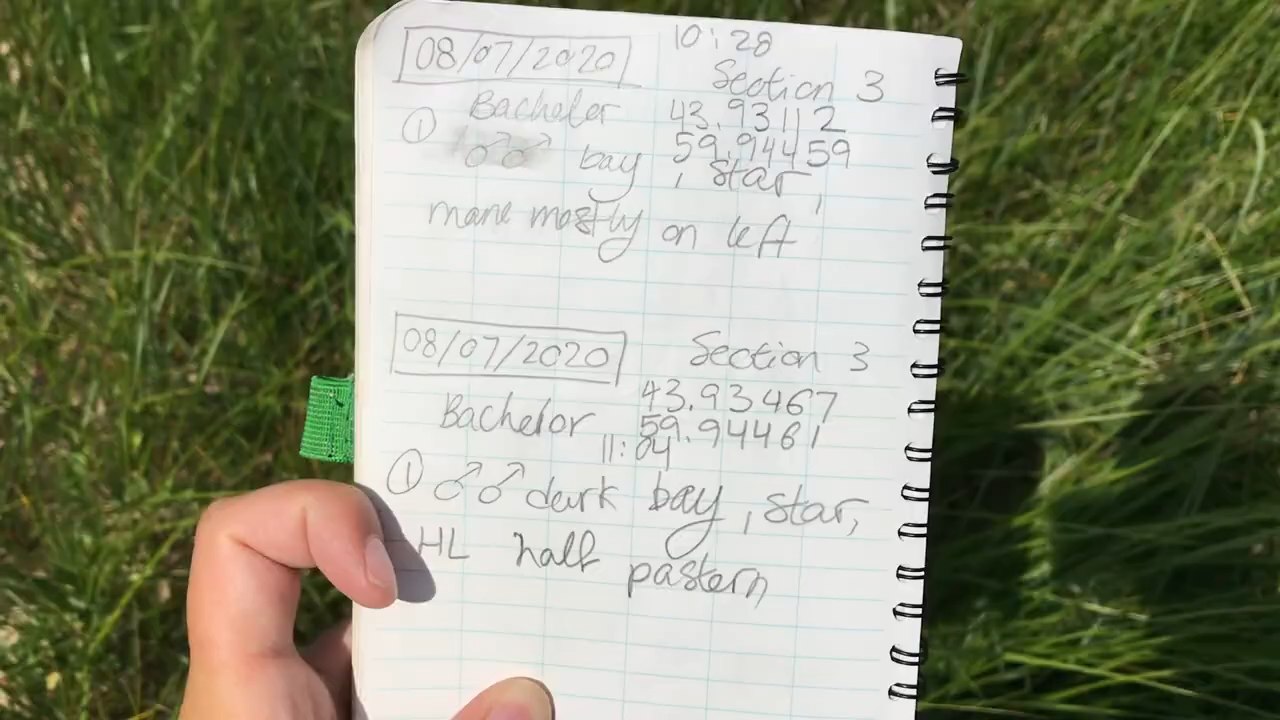 08/07/2020 10:28
Section 3
Bachelor 43.93112
59.94459
① ♂♂ bay, star,
mane mostly on left
08/07/2020 Section 3
43.93467
Bachelor 59.94461
11:04
① ♂♂ dark bay, star,
HL half pastern